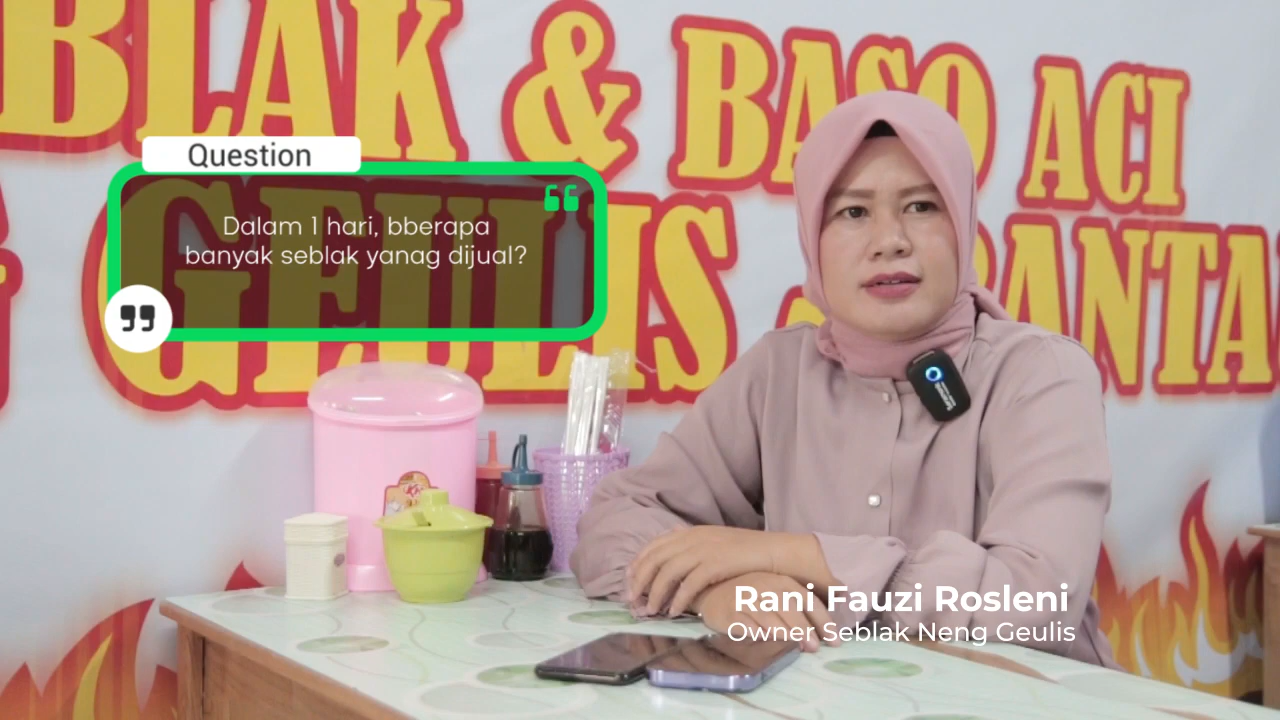 BLAK & BASO ACI
GEULIS
Question
Dalam 1 hari, bberapa
banyak seblak yanag dijual?
Rani Fauzi Rosleni
Owner Seblak Neng Geulis